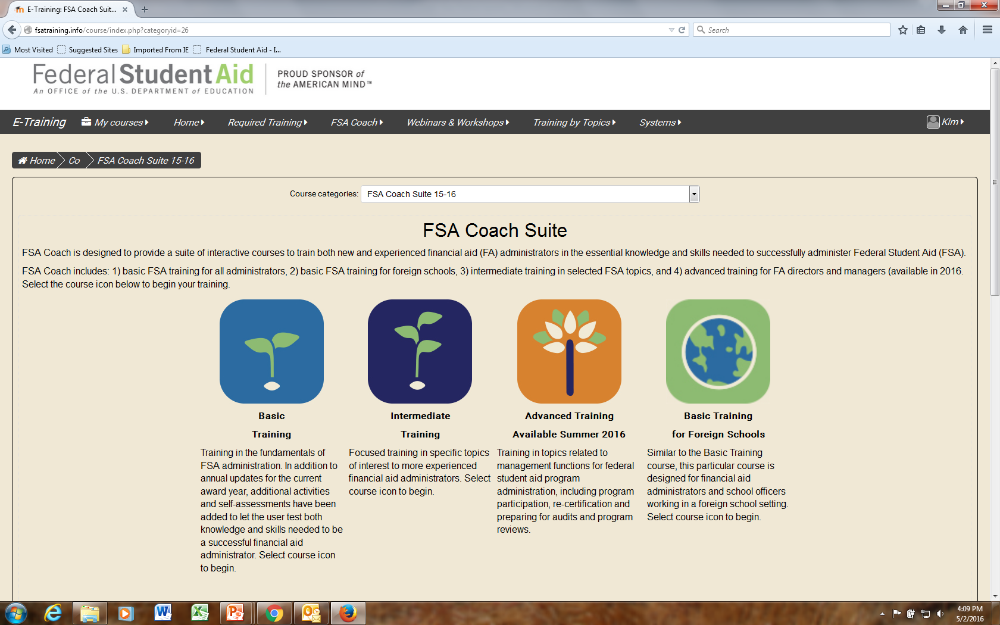 E-Training: FSA Coach Suit...
fsatraining.info/course/index.php?categoryid=26
Search
Most Visited
Suggested Sites
Imported From IE
Federal Student Aid - I...
Federal Student Aid
An OFFICE of the U.S. DEPARTMENT of EDUCATION
PROUD SPONSOR of
the AMERICAN MIND™
E-Training
My courses
Home
Required Training
FSA Coach
Webinars & Workshops
Training by Topics
Systems
Kim
Home
Co
FSA Coach Suite 15-16
Course categories:
FSA Coach Suite 15-16
FSA Coach Suite
FSA Coach is designed to provide a suite of interactive courses to train both new and experienced financial aid (FA) administrators in the essential knowledge and skills needed to successfully administer Federal Student Aid (FSA).
FSA Coach includes: 1) basic FSA training for all administrators, 2) basic FSA training for foreign schools, 3) intermediate training in selected FSA topics, and 4) advanced training for FA directors and managers (available in 2016.
Select the course icon below to begin your training.
Basic
Training
Training in the fundamentals of
FSA administration. In addition to
annual updates for the current
award year, additional activities
and self-assessments have been
added to let the user test both
knowledge and skills needed to be
a successful financial aid
administrator. Select course icon
to begin.
Intermediate
Training
Focused training in specific topics
of interest to more experienced
financial aid administrators. Select
course icon to begin.
Advanced Training
Available Summer 2016
Training in topics related to
management functions for federal
student aid program
administration, including program
participation, re-certification and
preparing for audits and program
reviews.
Basic Training
for Foreign Schools
Similar to the Basic Training
course, this particular course is
designed for financial aid
administrators and school officers
working in a foreign school setting.
Select course icon to begin.
4:09 PM
5/2/2016